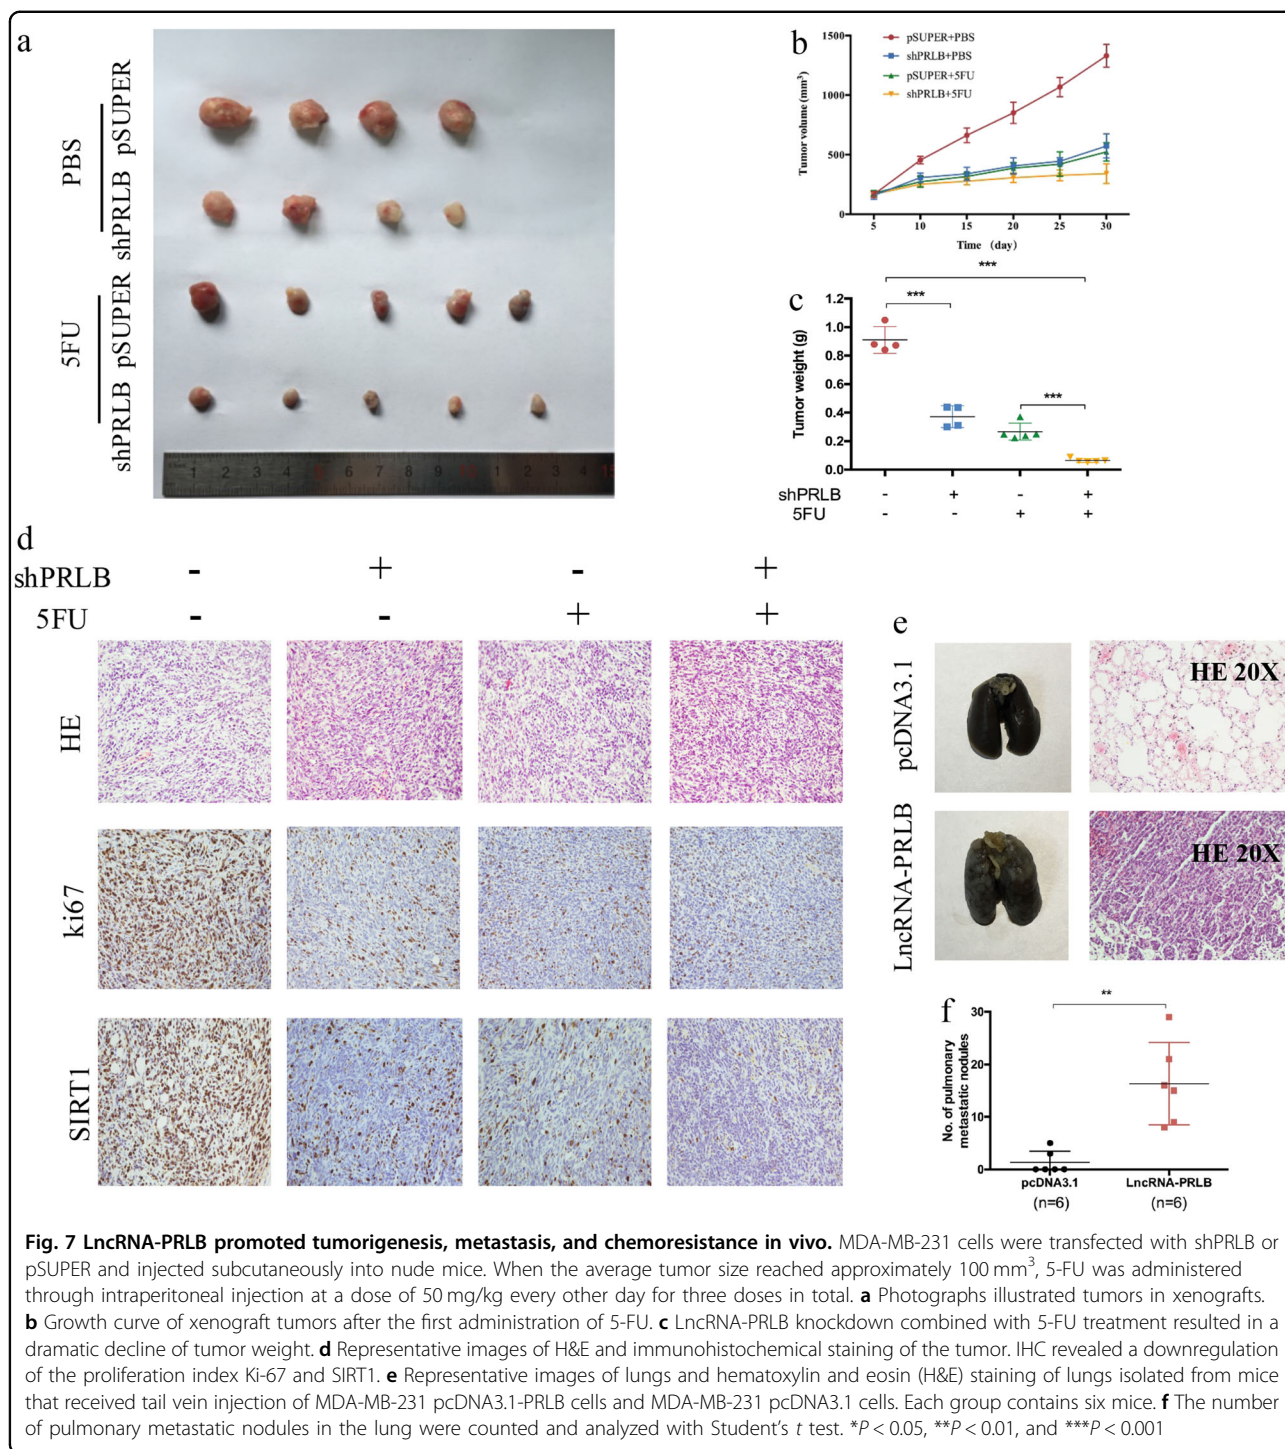 a
PBS
pSUPER
shPRLB
5FU
pSUPER
shPRLB
1 2 3 4 6 7 8 9 1 2 3 4
b
pSUPER+PBS
shPRLB+PBS
pSUPER+5FU
shPRLB+5FU
Tumor volume (mm³)
1500
1000
500
0
5 10 15 20 25 30
Time (day)
c
***
***
***
Tumor weight (g)
1.2
1.0
0.8
0.6
0.4
0.2
0.0
shPRLB - + - +
5FU - - + +
d
shPRLB - + - +
5FU - - + +
HE
ki67
SIRT1
e
pcDNA3.1
HE 20X
LncRNA-PRLB
HE 20X
f
**
No. of pulmonary
metastatic nodules
30
20
10
0
pcDNA3.1 LncRNA-PRLB
(n=6) (n=6)
Fig. 7 LncRNA-PRLB promoted tumorigenesis, metastasis, and chemoresistance in vivo. MDA-MB-231 cells were transfected with shPRLB or
pSUPER and injected subcutaneously into nude mice. When the average tumor size reached approximately 100 mm³, 5-FU was administered
through intraperitoneal injection at a dose of 50 mg/kg every other day for three doses in total. a Photographs illustrated tumors in xenografts.
b Growth curve of xenograft tumors after the first administration of 5-FU. c LncRNA-PRLB knockdown combined with 5-FU treatment resulted in a
dramatic decline of tumor weight. d Representative images of H&E and immunohistochemical staining of the tumor. IHC revealed a downregulation
of the proliferation index Ki-67 and SIRT1. e Representative images of lungs and hematoxylin and eosin (H&E) staining of lungs isolated from mice
that received tail vein injection of MDA-MB-231 pcDNA3.1-PRLB cells and MDA-MB-231 pcDNA3.1 cells. Each group contains six mice. f The number
of pulmonary metastatic nodules in the lung were counted and analyzed with Student's t test. *P < 0.05, **P < 0.01, and ***P < 0.001